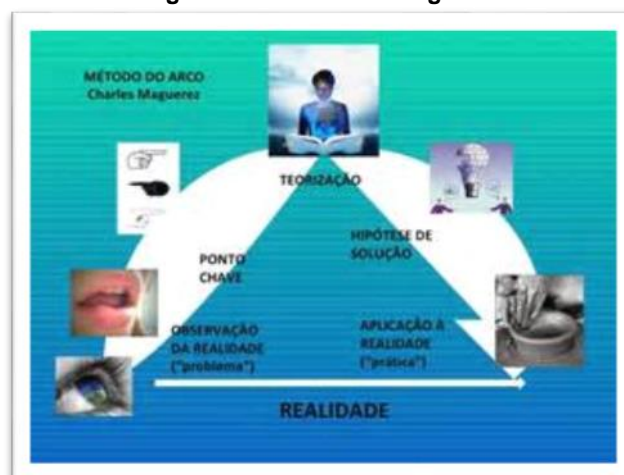 MÉTODO DO ARCO
Charles Maguerez
TEORIZAÇÃO
PONTO
CHAVE
HIPÓTESE DE
SOLUÇÃO
OBSERVAÇÃO
DA REALIDADE
("problema")
APLICAÇÃO À
REALIDADE
("prática")
REALIDADE